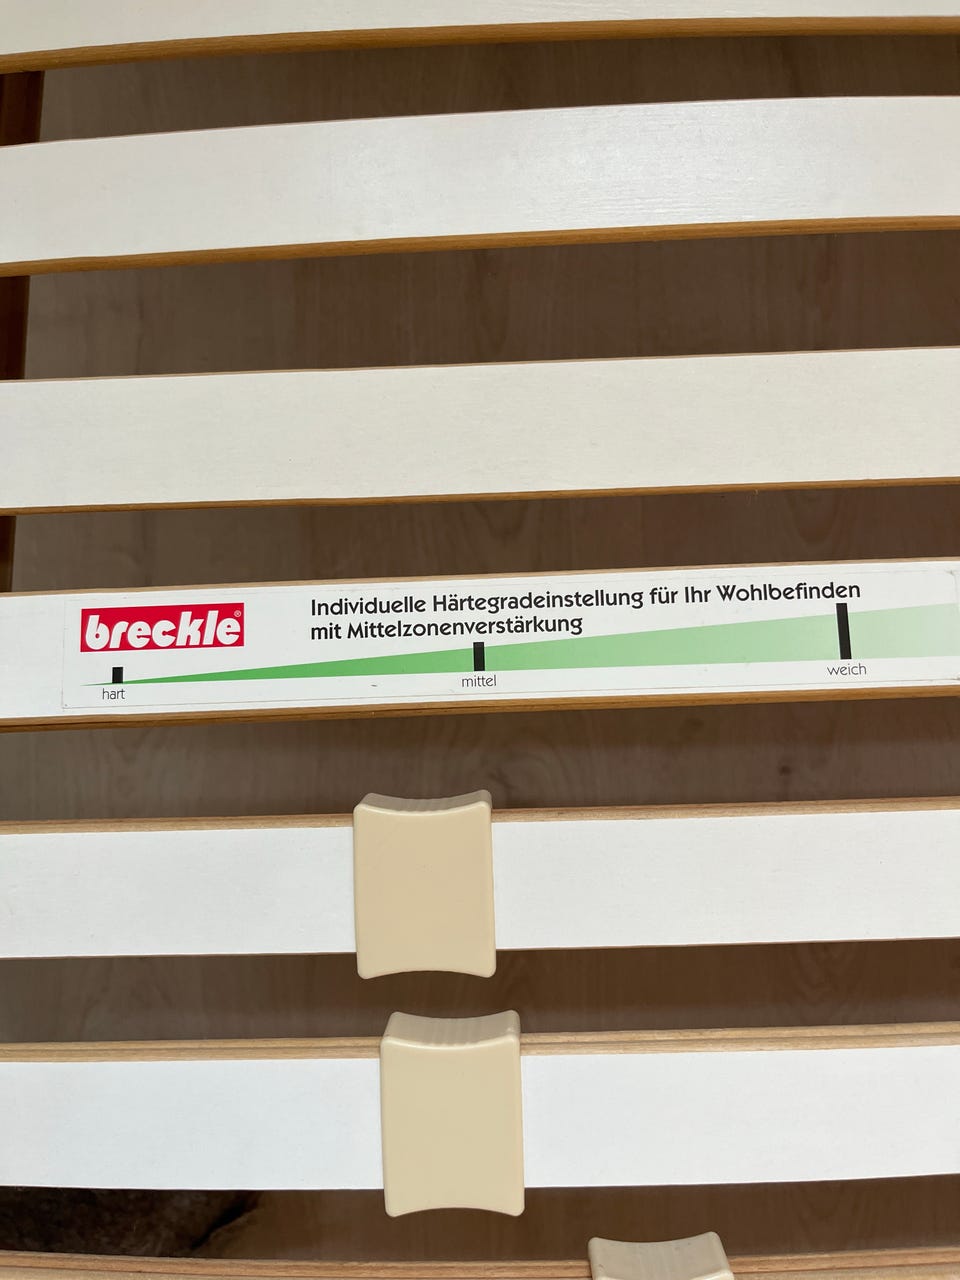 breckle®
Individuelle Härtegradeinstellung für Ihr Wohlbefinden
mit Mittelzonenverstärkung
hart
mittel
weich